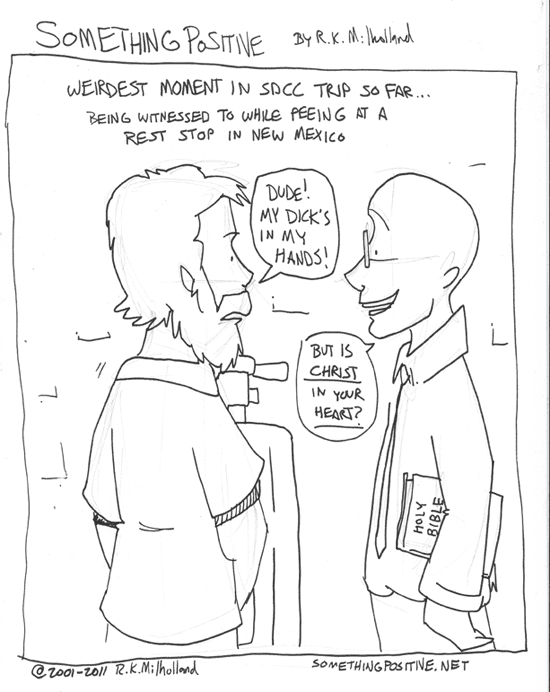 SOMETHING POSITIVE BY R.K. Milholland
WEIRDEST MOMENT IN SDCC TRIP SO FAR...
BEING WITNESSED TO WHILE PEEING AT A
REST STOP IN NEW MEXICO
DUDE!
MY DICK'S
IN MY
HANDS!
BUT IS
CHRIST
IN YOUR
HEART?
HOLY
BIBLE
©2001-2011 R.K.Milholland
SOMETHINGPOSITIVE.NET